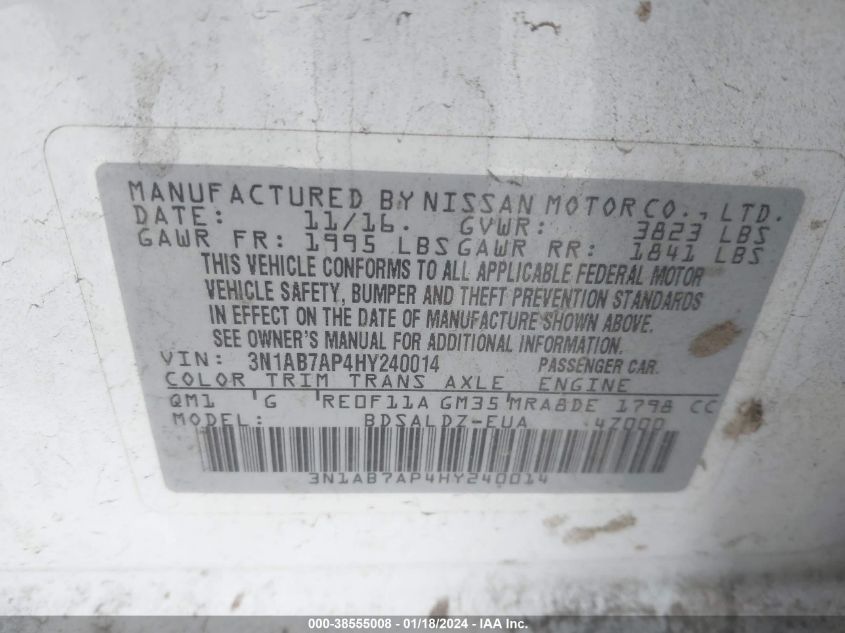 MANUFACTURED BY NISSAN MOTOR CO., LTD.
DATE: 11/16. GVWR: 3823 LBS
GAWR FR: 1995 LBS GAWR RR: 1841 LBS
THIS VEHICLE CONFORMS TO ALL APPLICABLE FEDERAL MOTOR
VEHICLE SAFETY, BUMPER AND THEFT PREVENTION STANDARDS
IN EFFECT ON THE DATE OF MANUFACTURE SHOWN ABOVE.
SEE OWNER'S MANUAL FOR ADDITIONAL INFORMATION.
VIN: 3N1AB7AP4HY240014 PASSENGER CAR.
COLOR TRIM TRANS AXLE ENGINE
QM1 G RE0F11A GM35 MRA8DE 1798 CC
MODEL: BDSALDZ-EUA 47000
3N1AB7AP4HY240014
000-38555008 - 01/18/2024 - IAA Inc.